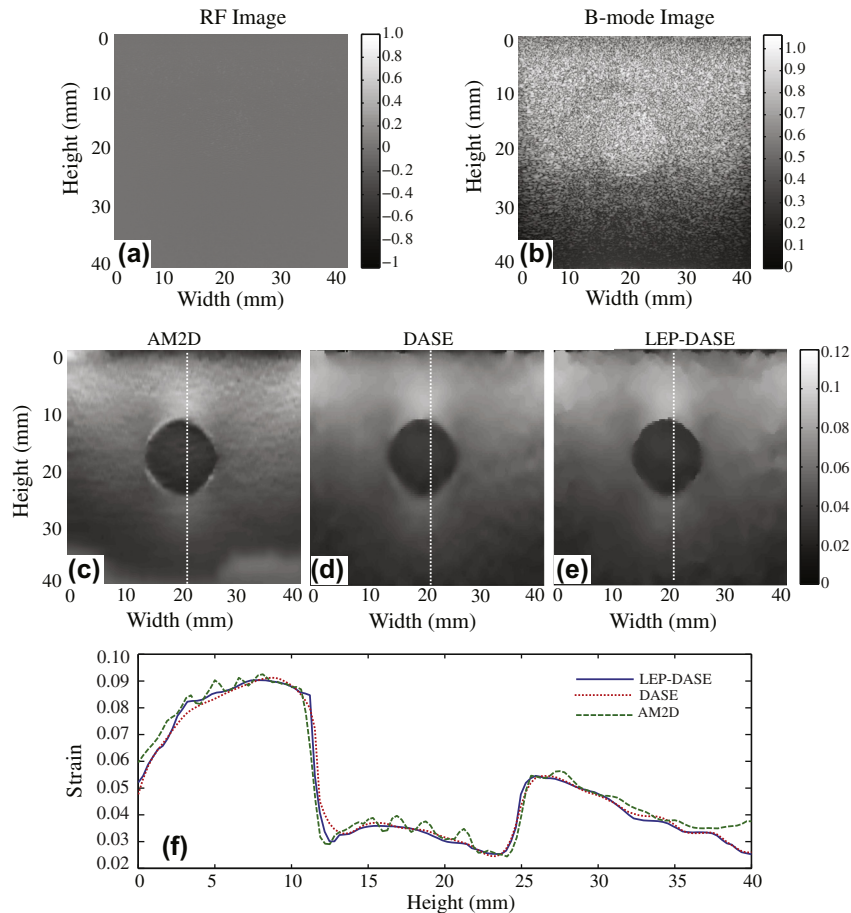 RF Image
B-mode Image
0
10
20
30
40
Height (mm)
0 10 20 30 40
Width (mm)
1.0
0.8
0.6
0.4
0.2
0
−0.2
−0.4
−0.6
−0.8
−1
(a)
0
10
20
30
40
Height (mm)
0 10 20 30 40
Width (mm)
1.0
0.9
0.8
0.7
0.6
0.5
0.4
0.3
0.2
0.1
0
(b)
AM2D
DASE
LEP-DASE
0
10
20
30
40
Height (mm)
0 10 20 30 40
Width (mm)
(c)
0 10 20 30 40
Width (mm)
(d)
0 10 20 30 40
Width (mm)
(e)
0.12
0.1
0.08
0.06
0.04
0.02
0
0.10
0.09
0.08
0.07
0.06
0.05
0.04
0.03
0.02
Strain
LEP-DASE
DASE
AM2D
(f)
0 5 10 15 20 25 30 35 40
Height (mm)